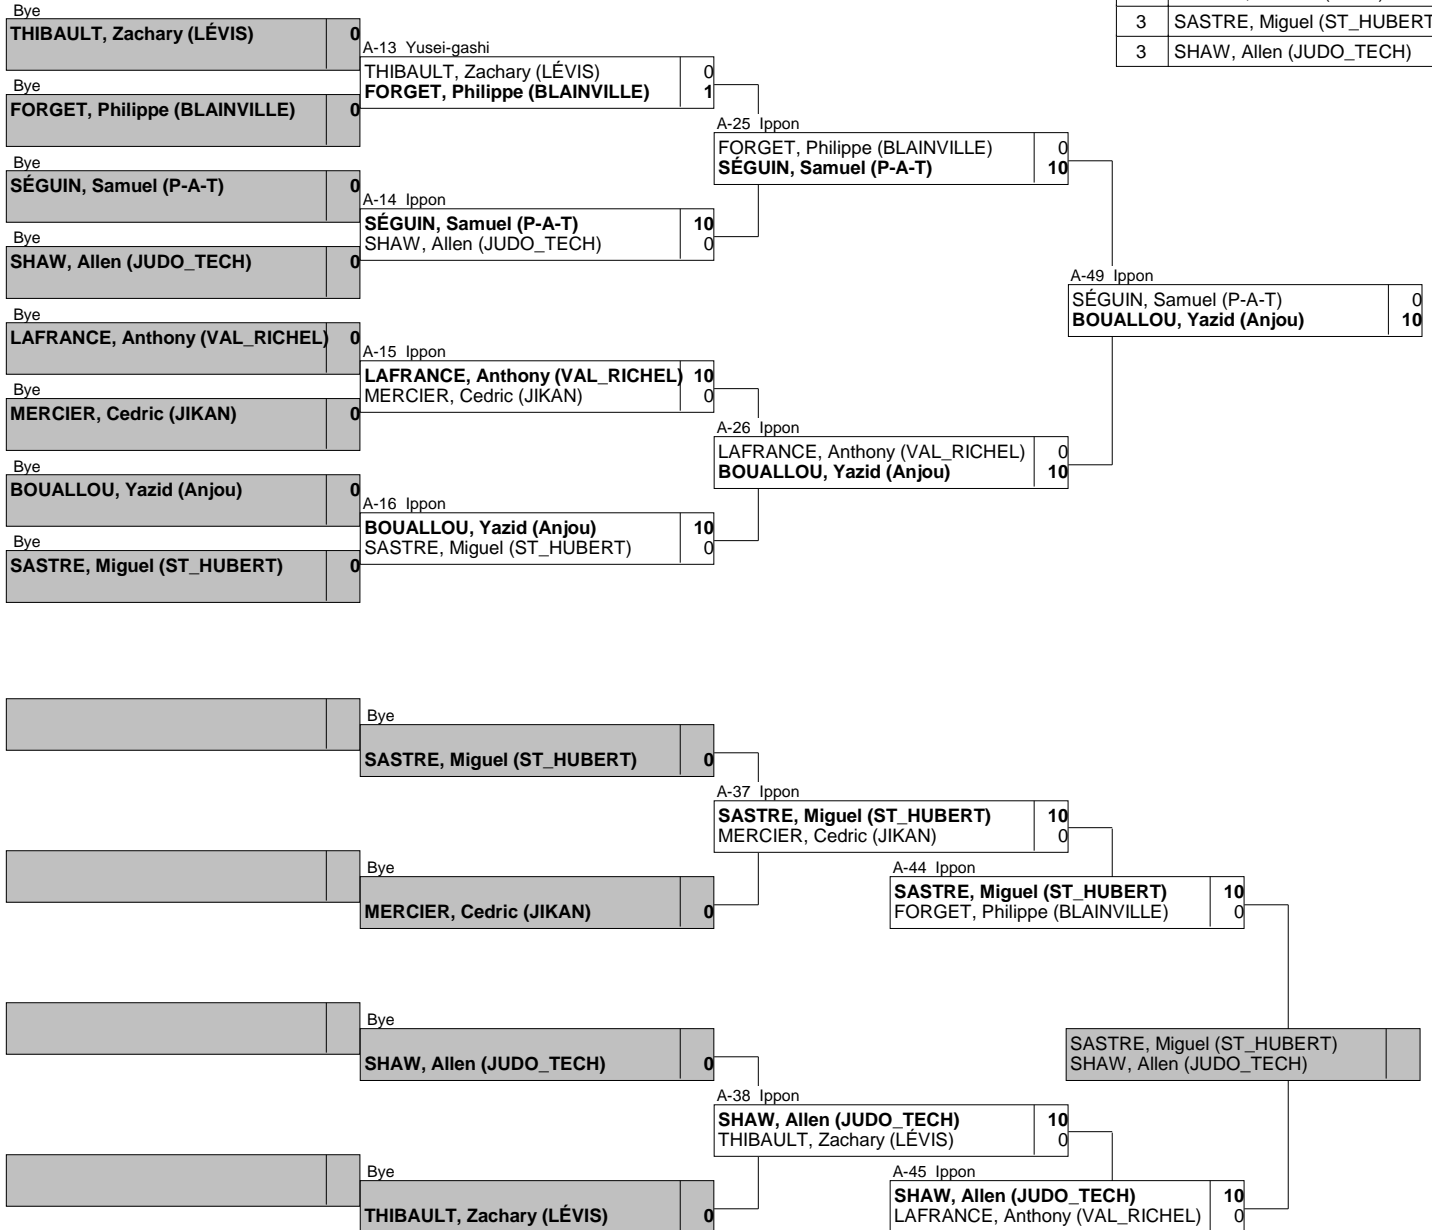 3 SASTRE, Miguel (ST_HUBERT
3 SHAW, Allen (JUDO_TECH)
Bye
THIBAULT, Zachary (LÉVIS) 0
Bye
FORGET, Philippe (BLAINVILLE) 0
Bye
SÉGUIN, Samuel (P-A-T) 0
Bye
SHAW, Allen (JUDO_TECH) 0
Bye
LAFRANCE, Anthony (VAL_RICHEL) 0
Bye
MERCIER, Cedric (JIKAN) 0
Bye
BOUALLOU, Yazid (Anjou) 0
Bye
SASTRE, Miguel (ST_HUBERT) 0
A-13 Yusei-gashi
THIBAULT, Zachary (LÉVIS) 0
FORGET, Philippe (BLAINVILLE) 1
A-14 Ippon
SÉGUIN, Samuel (P-A-T) 10
SHAW, Allen (JUDO_TECH) 0
A-15 Ippon
LAFRANCE, Anthony (VAL_RICHEL) 10
MERCIER, Cedric (JIKAN) 0
A-16 Ippon
BOUALLOU, Yazid (Anjou) 10
SASTRE, Miguel (ST_HUBERT) 0
A-25 Ippon
FORGET, Philippe (BLAINVILLE) 0
SÉGUIN, Samuel (P-A-T) 10
A-26 Ippon
LAFRANCE, Anthony (VAL_RICHEL) 0
BOUALLOU, Yazid (Anjou) 10
A-49 Ippon
SÉGUIN, Samuel (P-A-T) 0
BOUALLOU, Yazid (Anjou) 10
Bye
SASTRE, Miguel (ST_HUBERT) 0
Bye
MERCIER, Cedric (JIKAN) 0
Bye
SHAW, Allen (JUDO_TECH) 0
Bye
THIBAULT, Zachary (LÉVIS) 0
A-37 Ippon
SASTRE, Miguel (ST_HUBERT) 10
MERCIER, Cedric (JIKAN) 0
A-38 Ippon
SHAW, Allen (JUDO_TECH) 10
THIBAULT, Zachary (LÉVIS) 0
A-44 Ippon
SASTRE, Miguel (ST_HUBERT) 10
FORGET, Philippe (BLAINVILLE) 0
A-45 Ippon
SHAW, Allen (JUDO_TECH) 10
LAFRANCE, Anthony (VAL_RICHEL) 0
SASTRE, Miguel (ST_HUBERT)
SHAW, Allen (JUDO_TECH)